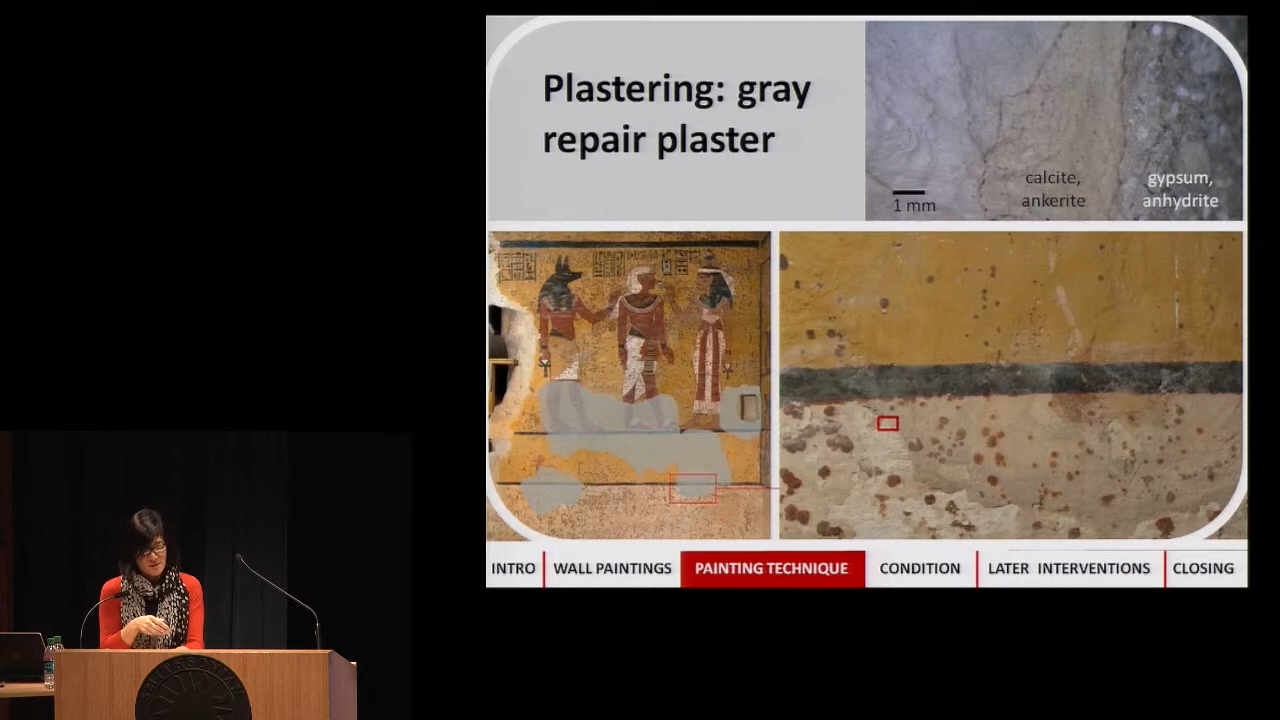 Plastering: gray
repair plaster
1 mm
calcite,
ankerite
gypsum,
anhydrite
INTRO
WALL PAINTINGS
PAINTING TECHNIQUE
CONDITION
LATER INTERVENTIONS
CLOSING